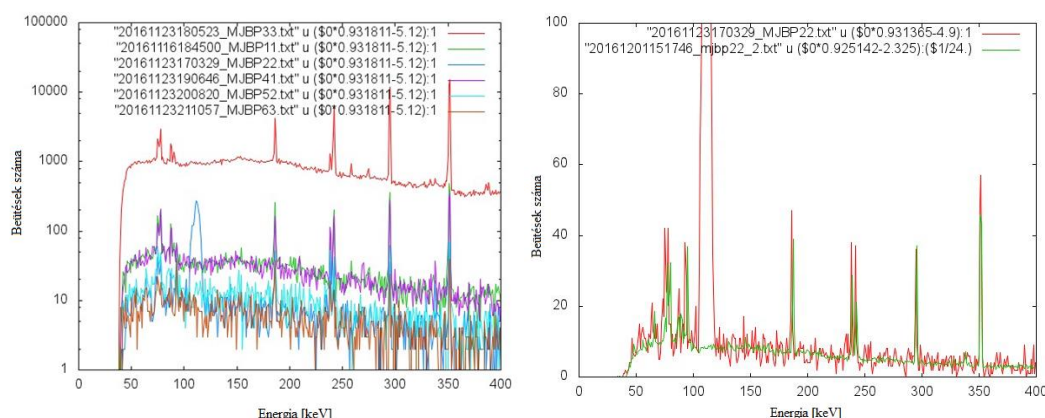 100000
10000
1000
100
10
1
"20161123180523_MJBP33.txt" u ($0*0.931811-5.12):1
"20161116184500_MJBP11.txt" u ($0*0.931811-5.12):1
"20161123170329_MJBP22.txt" u ($0*0.931811-5.12):1
"20161123190646_MJBP41.txt" u ($0*0.931811-5.12):1
"20161123200820_MJBP52.txt" u ($0*0.931811-5.12):1
"20161123211057_MJBP63.txt" u ($0*0.931811-5.12):1
Beütések száma
0 50 100 150 200 250 300 350 400
Energia [keV]
100
80
60
40
20
0
"20161123170329_MJBP22.txt" u ($0*0.931365-4.9):1
"20161201151746_mjbp22_2.txt" u ($0*0.925142-2.325):($1/24.)
Beütések száma
0 50 100 150 200 250 300 350 400
Energia [keV]